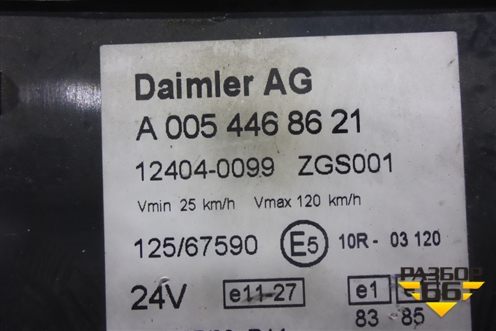 Daimler AG
A 005 446 86 21
12404-0099 ZGS001
Vmin 25 km/h Vmax 120 km/h
125/67590 E5 10R - 03 120
24V e11-27 e1
83 85
РАЗБОР
66